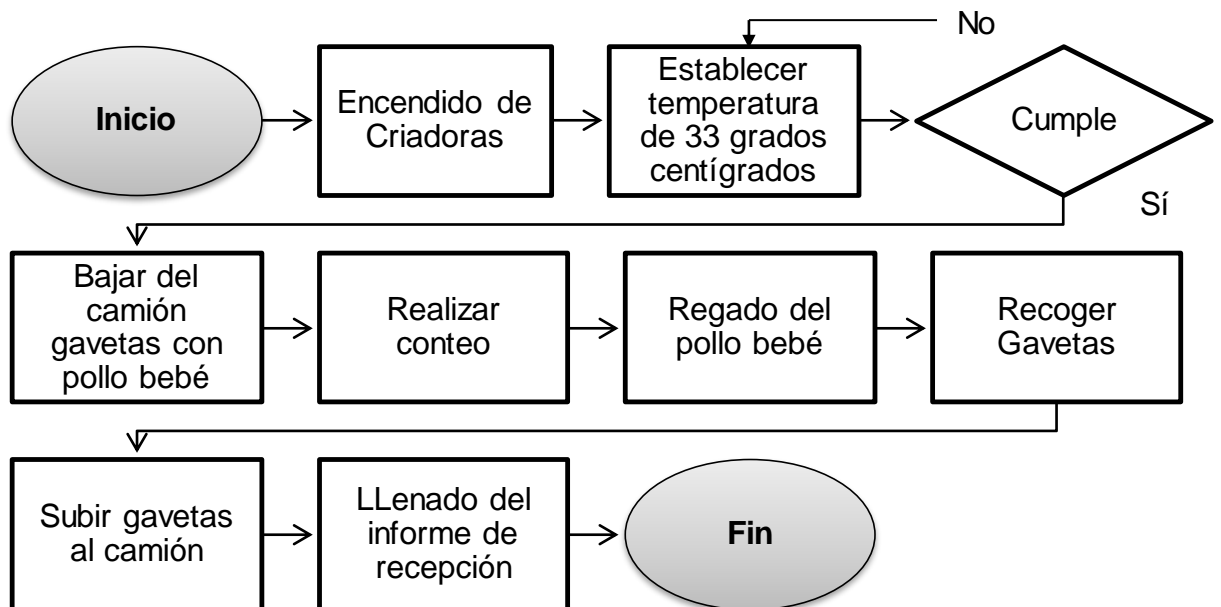 No
Inicio
Encendido de
Criadoras
Establecer
temperatura
de 33 grados
centígrados
Cumple
Sí
Bajar del
camión
gavetas con
pollo bebé
Realizar
conteo
Regado del
pollo bebé
Recoger
Gavetas
Subir gavetas
al camión
LLenado del
informe de
recepción
Fin